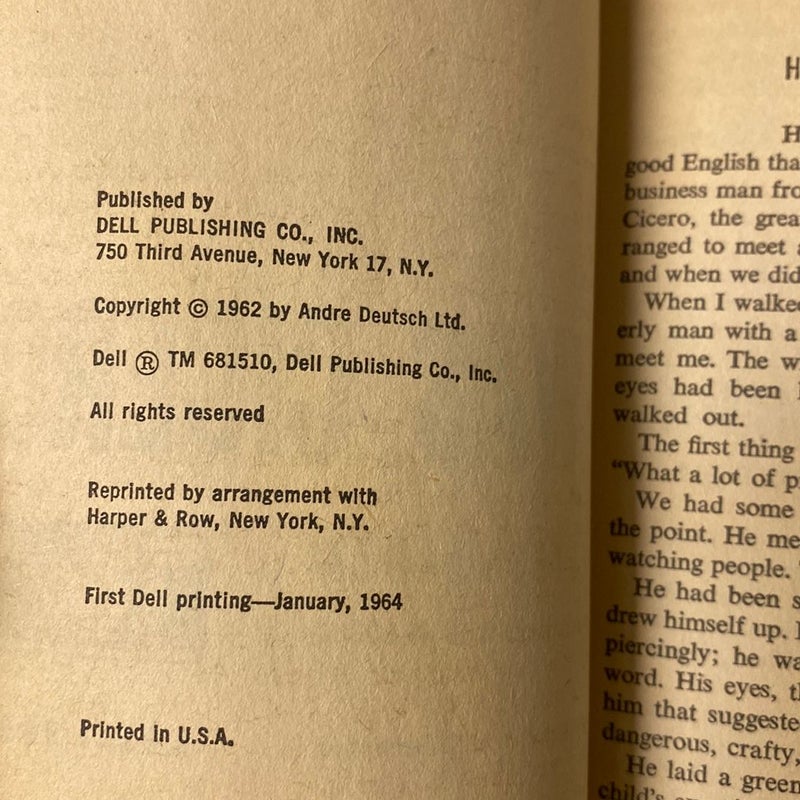 Published by
DELL PUBLISHING CO., INC.
750 Third Avenue, New York 17, N.Y.
Copyright © 1962 by Andre Deutsch Ltd.
Dell ® TM 681510, Dell Publishing Co., Inc.
All rights reserved
Reprinted by arrangement with
Harper & Row, New York, N.Y.
First Dell printing—January, 1964
Printed in U.S.A.
H
H
good English tha
business man fro
Cicero, the grea
ranged to meet
and when we did
When I walke
erly man with a
meet me. The w
eyes had been
walked out.
The first thing
“What a lot of p
We had some
the point. He me
watching people.
He had been s
drew himself up.
piercingly; he wa
word. His eyes, t
him that suggeste
dangerous, crafty,
He laid a green
child's